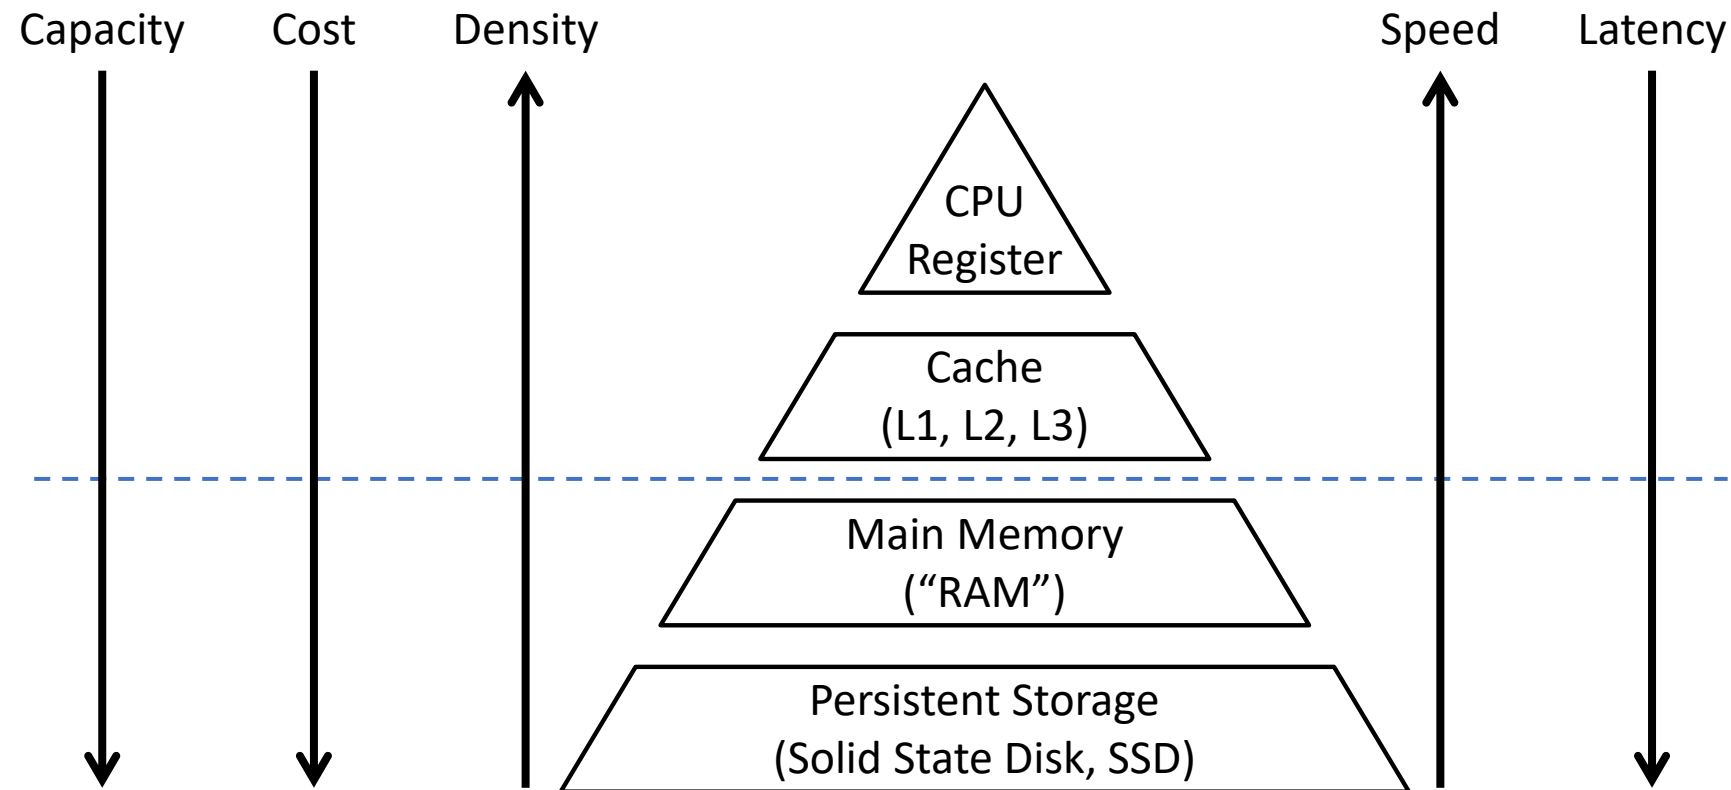 Capacity
Cost
Density
Speed
Latency
CPU
Register
Cache
(L1, L2, L3)
Main Memory
(“RAM”)
Persistent Storage
(Solid State Disk, SSD)